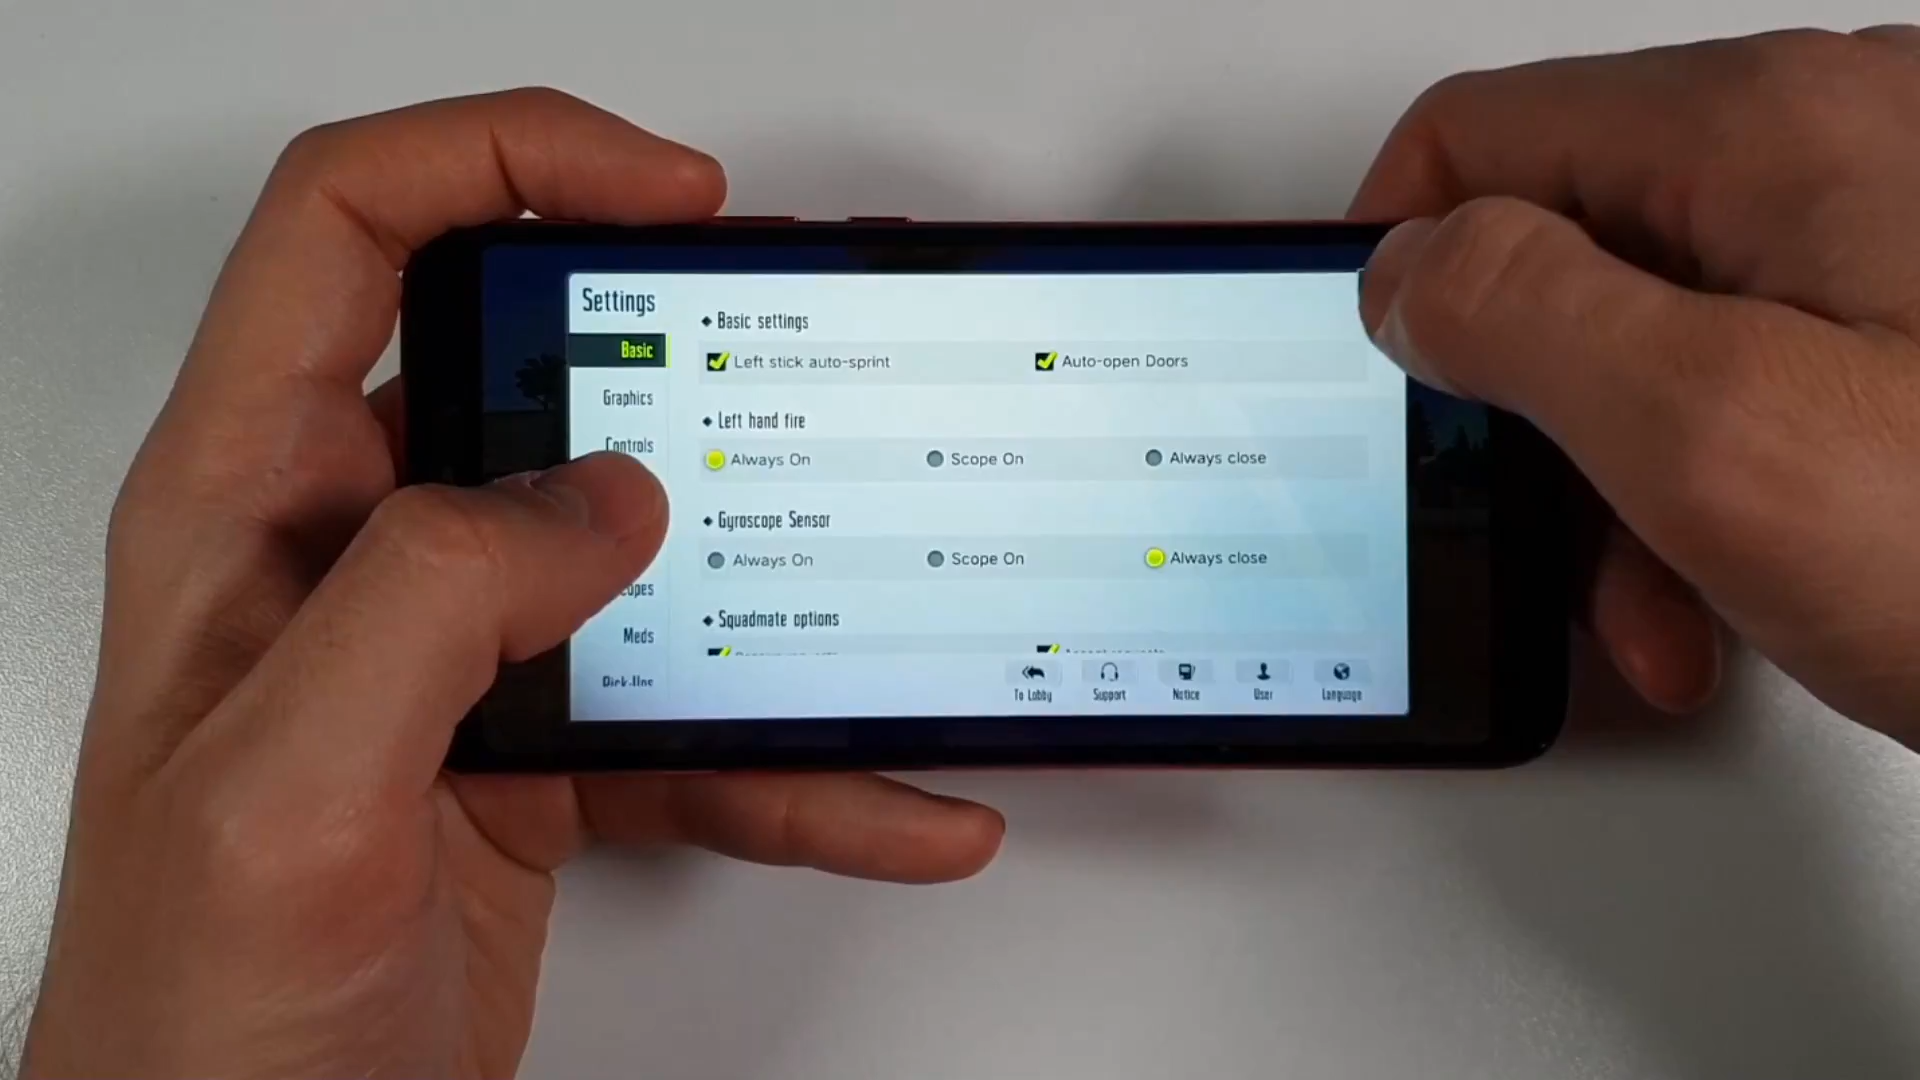 Settings
Basic
Graphics
Controls
Meds
Basic settings
Left stick auto-sprint Auto-open Doors
Left hand fire
Always On Scope On Always close
Gyroscope Sensor
Always On Scope On Always close
Squadmate options
To Lobby Support Notice User Language